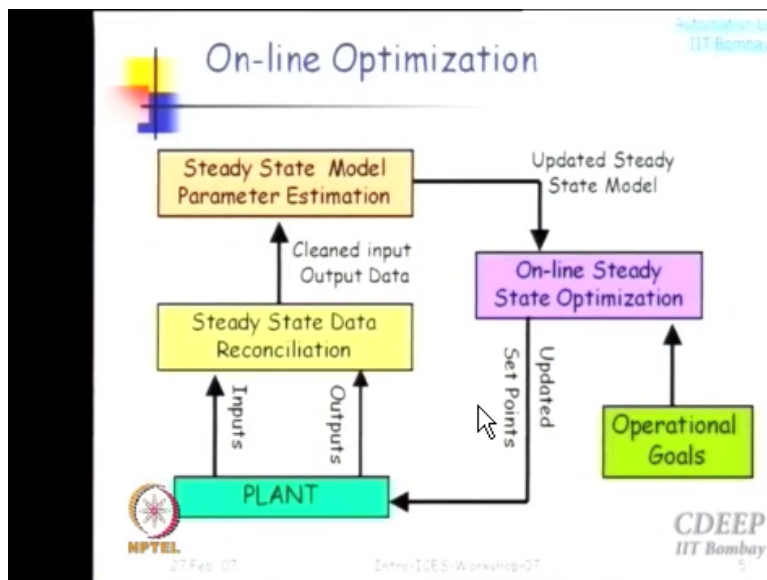 On-line Optimization
IIT Bombay
Steady State Model
Parameter Estimation
Updated Steady
State Model
Cleaned input
Output Data
On-line Steady
State Optimization
Steady State Data
Reconciliation
Inputs
Outputs
Updated
Set Points
Operational
Goals
PLANT
NPTEL
CDEEP
IIT Bombay
27 Feb 07
Intro-ICES-Workshop-07
5